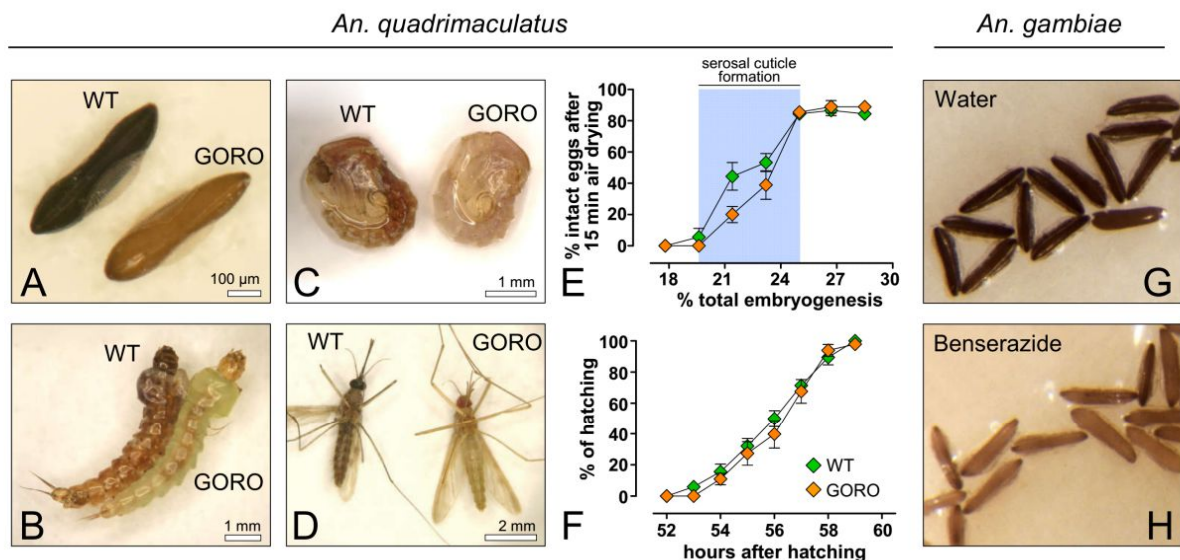 An. quadrimaculatus
An. gambiae
WT
GORO
100 µm
A
WT
GORO
1 mm
C
serosal cuticle
formation
% intact eggs after
15 min air drying
100
80
60
40
20
0
18
21
24
27
30
% total embryogenesis
E
Water
G
WT
GORO
1 mm
B
WT
GORO
2 mm
D
% of hatching
100
80
60
40
20
0
WT
GORO
52
54
56
58
60
hours after hatching
F
Benserazide
H